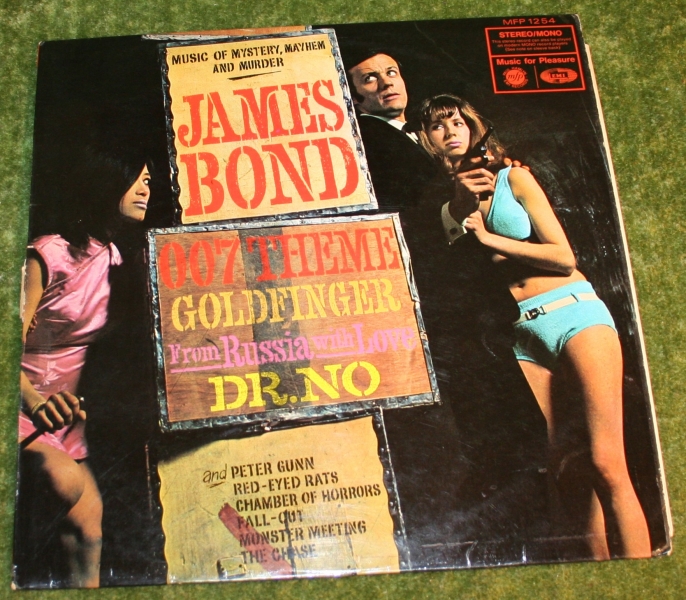 MFP 1254
STEREO/MONO
Music for Pleasure
mfp
EMI
MUSIC OF MYSTERY, MAYHEM
AND MURDER
JAMES
BOND
007 THEME
GOLDFINGER
From Russia with Love
DR. NO
and PETER GUNN
RED-EYED RATS
CHAMBER OF HORRORS
FALL-OUT
MONSTER MEETING
THE CHASE